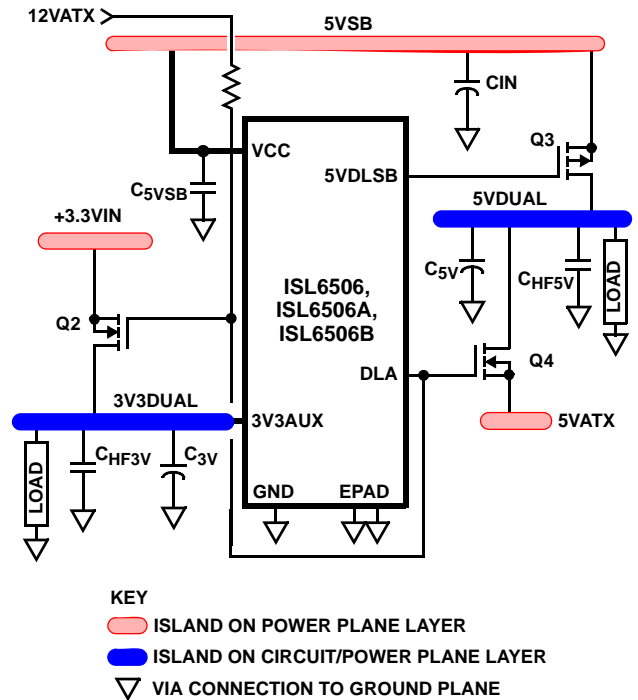 12VATX
5VSB
CIN
Q3
VCC
5VDLSB
C5VSB
5VDUAL
+3.3VIN
C5V
CHF5V
LOAD
ISL6506,
ISL6506A,
ISL6506B
Q2
Q4
DLA
3V3DUAL
3V3AUX
5VATX
CHF3V
C3V
LOAD
GND
EPAD
KEY
ISLAND ON POWER PLANE LAYER
ISLAND ON CIRCUIT/POWER PLANE LAYER
VIA CONNECTION TO GROUND PLANE